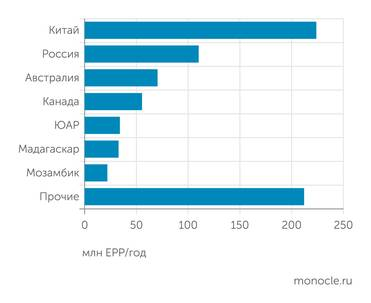 Китай
Россия
Австралия
Канада
ЮАР
Мадагаскар
Мозамбик
Прочие
0 50 100 150 200 250
млн ЕРР/год
monocle.ru